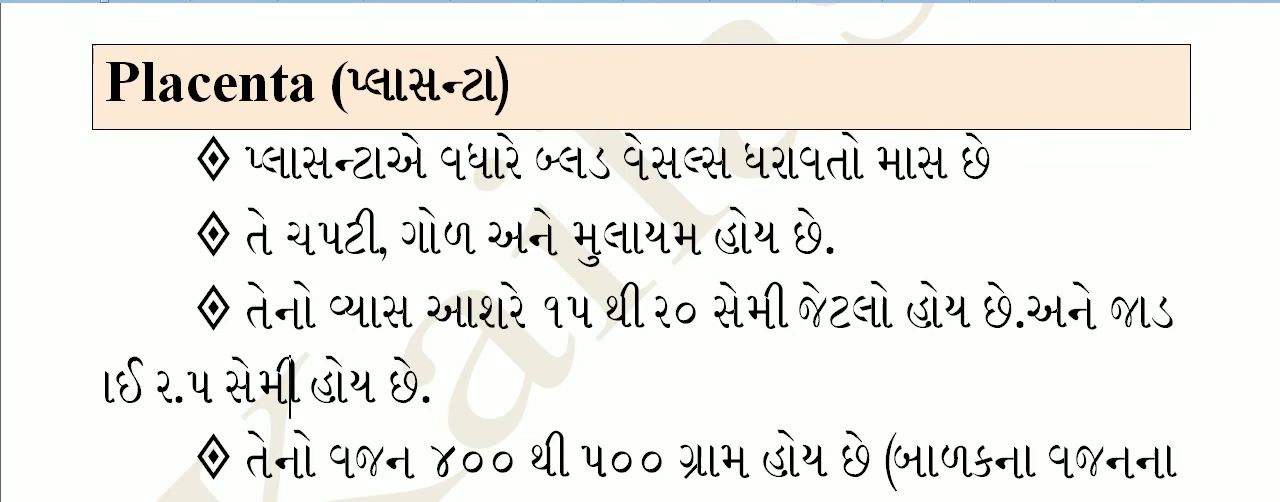 Placenta (પ્લાસન્ટા)
પ્લાસન્ટાએ વધારે બ્લડ વેસલ્સ ધરાવતો માસ છે
તે ચપટી, ગોળ અને મુલાયમ હોય છે.
તેનો વ્યાસ આશરે ૧૫ થી ૨૦ સેમી જેટલો હોય છે.અને જાડ
ાઈ ૨.૫ સેમી હોય છે.
તેનો વજન ૪૦૦ થી ૫૦૦ ગ્રામ હોય છે (બાળકના વજનના